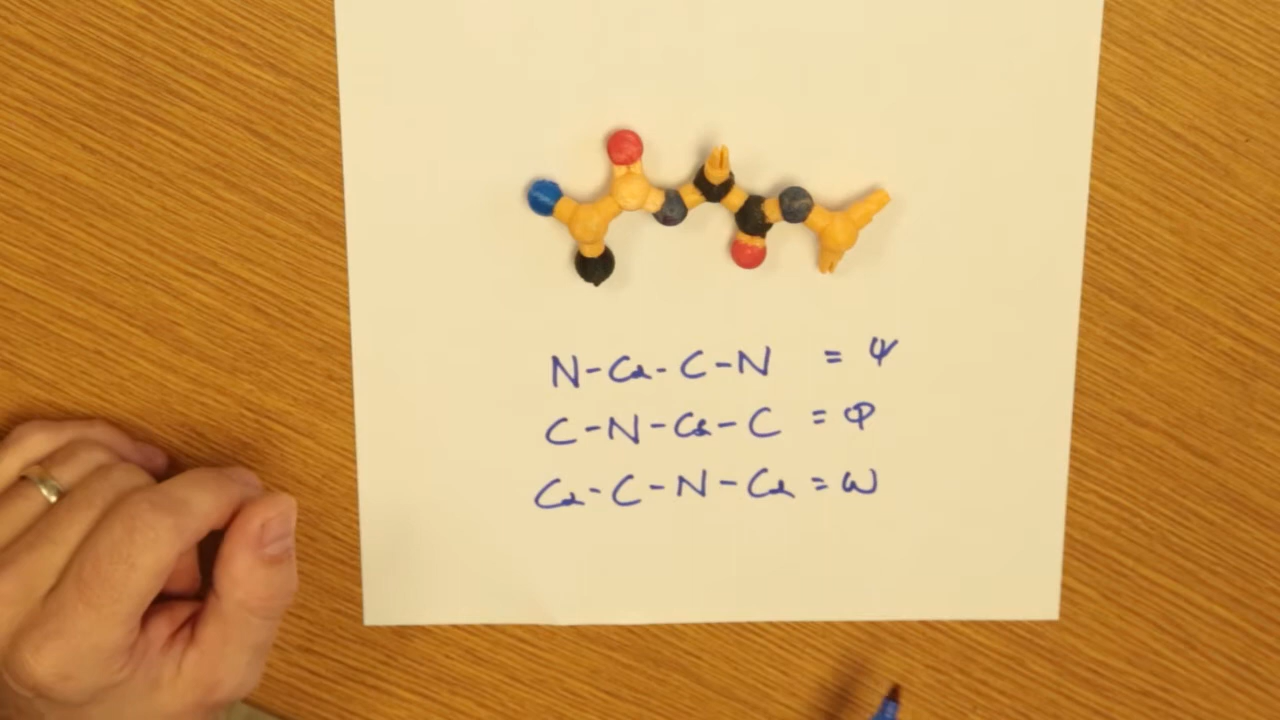 N-Cα-C-N = Ψ
C-N-Cα-C = Φ
Cα-C-N-Cα = ω